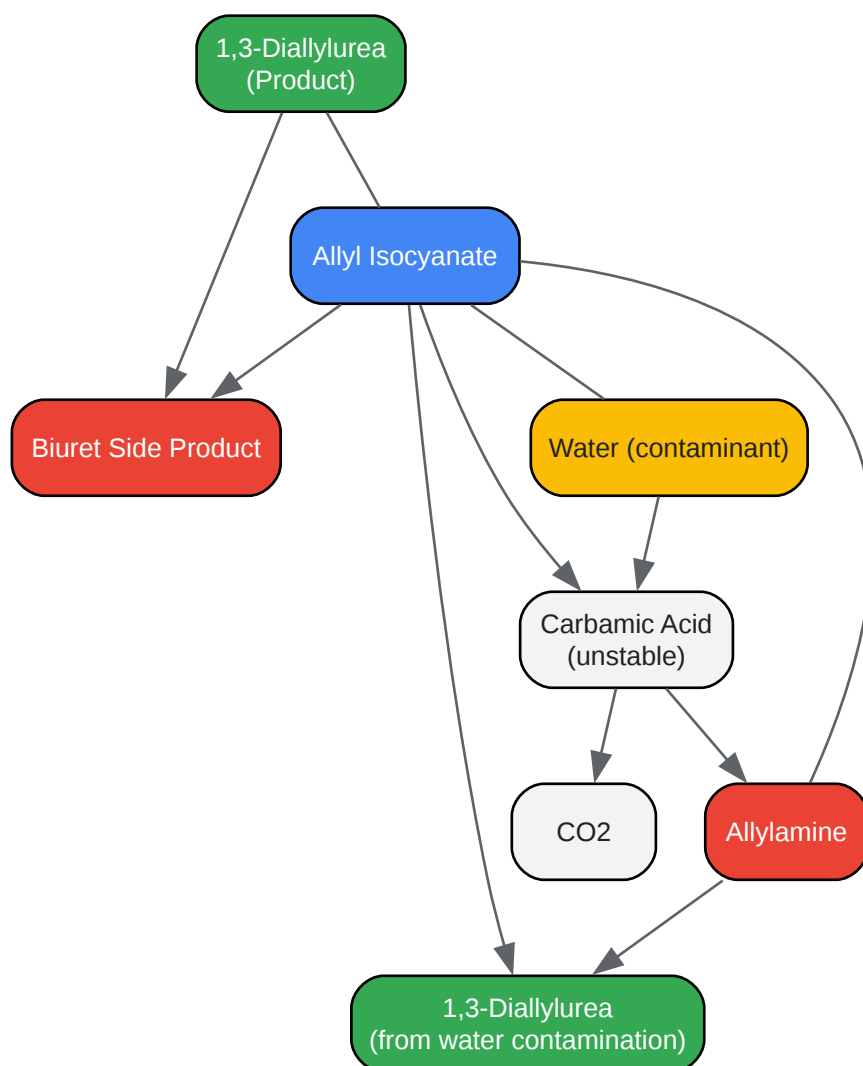 1,3-Diallylurea
(Product)
Allyl Isocyanate
Biuret Side Product
Water (contaminant)
Carbamic Acid
(unstable)
CO2
Allylamine
1,3-Diallylurea
(from water contamination)